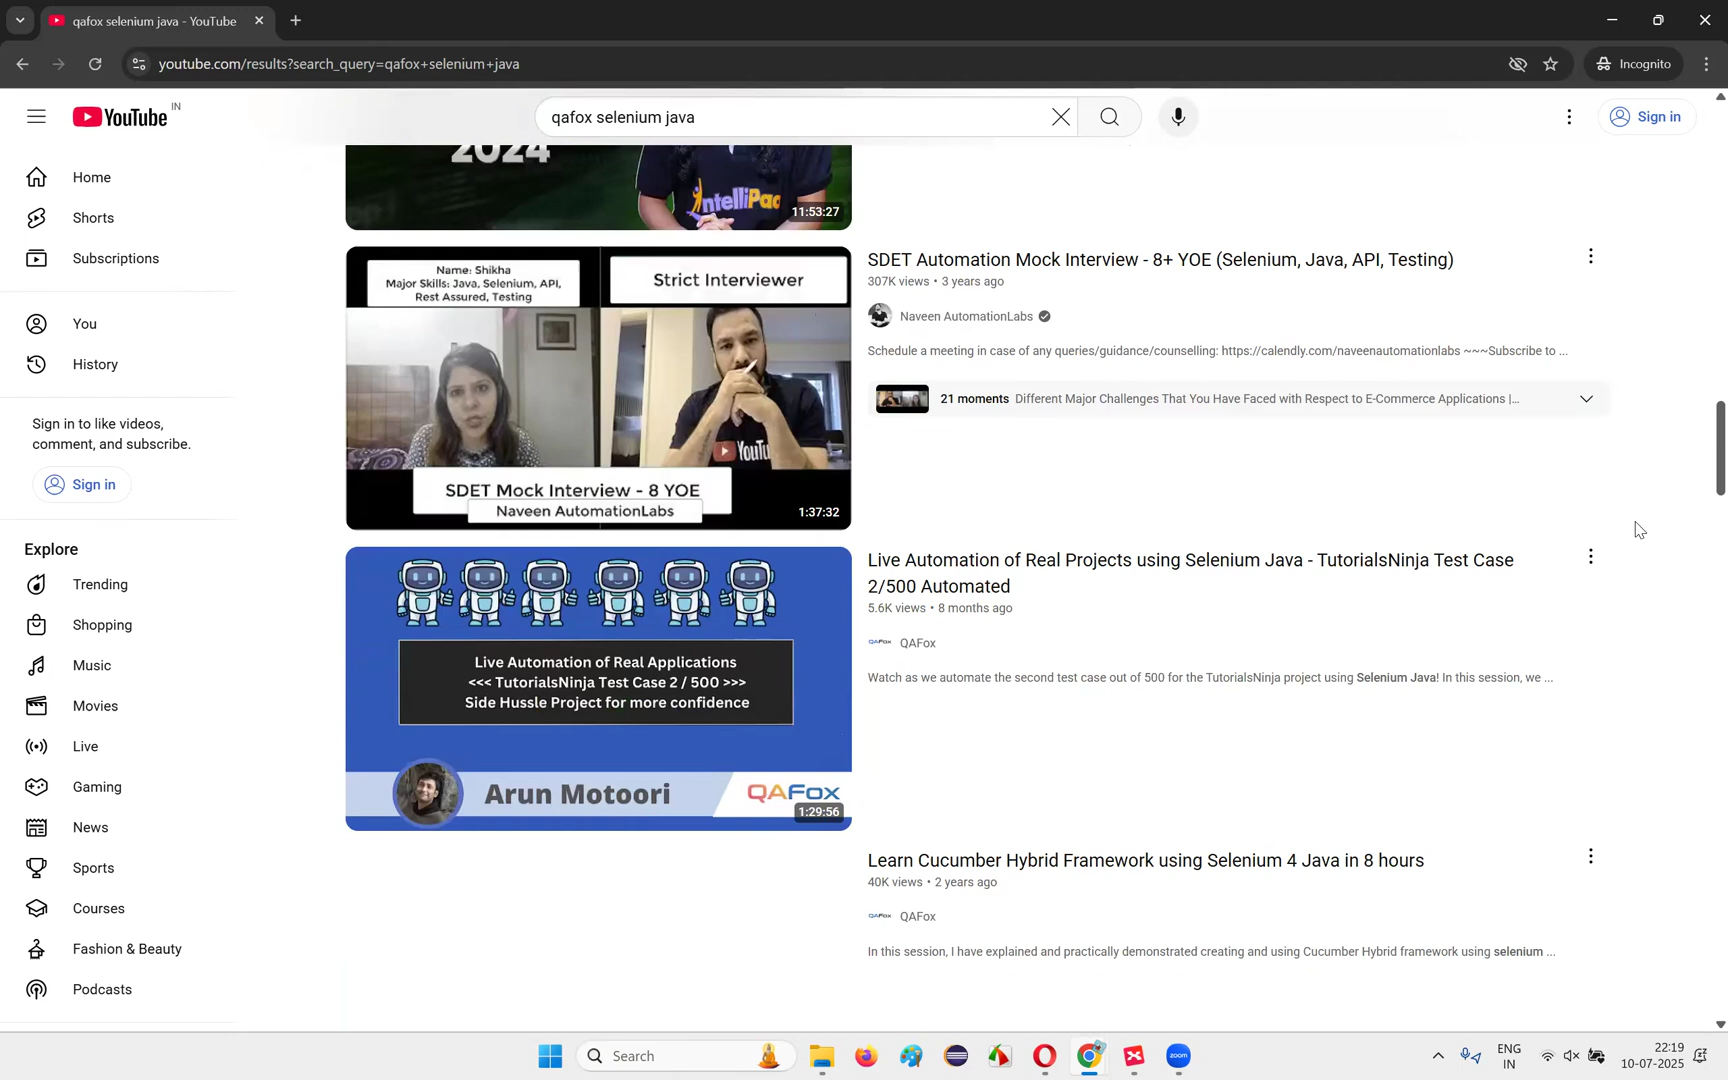 qafox selenium java - YouTube
youtube.com/results?search_query=qafox+selenium+java
Incognito
YouTube IN
qafox selenium java
Sign in
Home
Shorts
Subscriptions
You
History
Sign in to like videos,
comment, and subscribe.
Sign in
Explore
Trending
Shopping
Music
Movies
Live
Gaming
News
Sports
Courses
Fashion & Beauty
Podcasts
2024
IntelliPaa
11:53:27
Name: Shikha
Major Skills: Java, Selenium, API,
Rest Assured, Testing
Strict Interviewer
YouTu
SDET Mock Interview - 8 YOE
Naveen AutomationLabs
1:37:32
SDET Automation Mock Interview - 8+ YOE (Selenium, Java, API, Testing)
307K views • 3 years ago
Naveen AutomationLabs
Schedule a meeting in case of any queries/guidance/counselling: https://calendly.com/naveenautomationlabs ~~~Subscribe to ...
21 moments Different Major Challenges That You Have Faced with Respect to E-Commerce Applications |...
Live Automation of Real Applications
<<< TutorialsNinja Test Case 2 / 500 >>>
Side Hussle Project for more confidence
Arun Motoori
QAFox
1:29:56
Live Automation of Real Projects using Selenium Java - TutorialsNinja Test Case
2/500 Automated
5.6K views • 8 months ago
QAFox QAFox
Watch as we automate the second test case out of 500 for the TutorialsNinja project using Selenium Java! In this session, we ...
Learn Cucumber Hybrid Framework using Selenium 4 Java in 8 hours
40K views • 2 years ago
QAFox QAFox
In this session, I have explained and practically demonstrated creating and using Cucumber Hybrid framework using selenium ...
Search
zoom
ENG
IN
22:19
10-07-2025